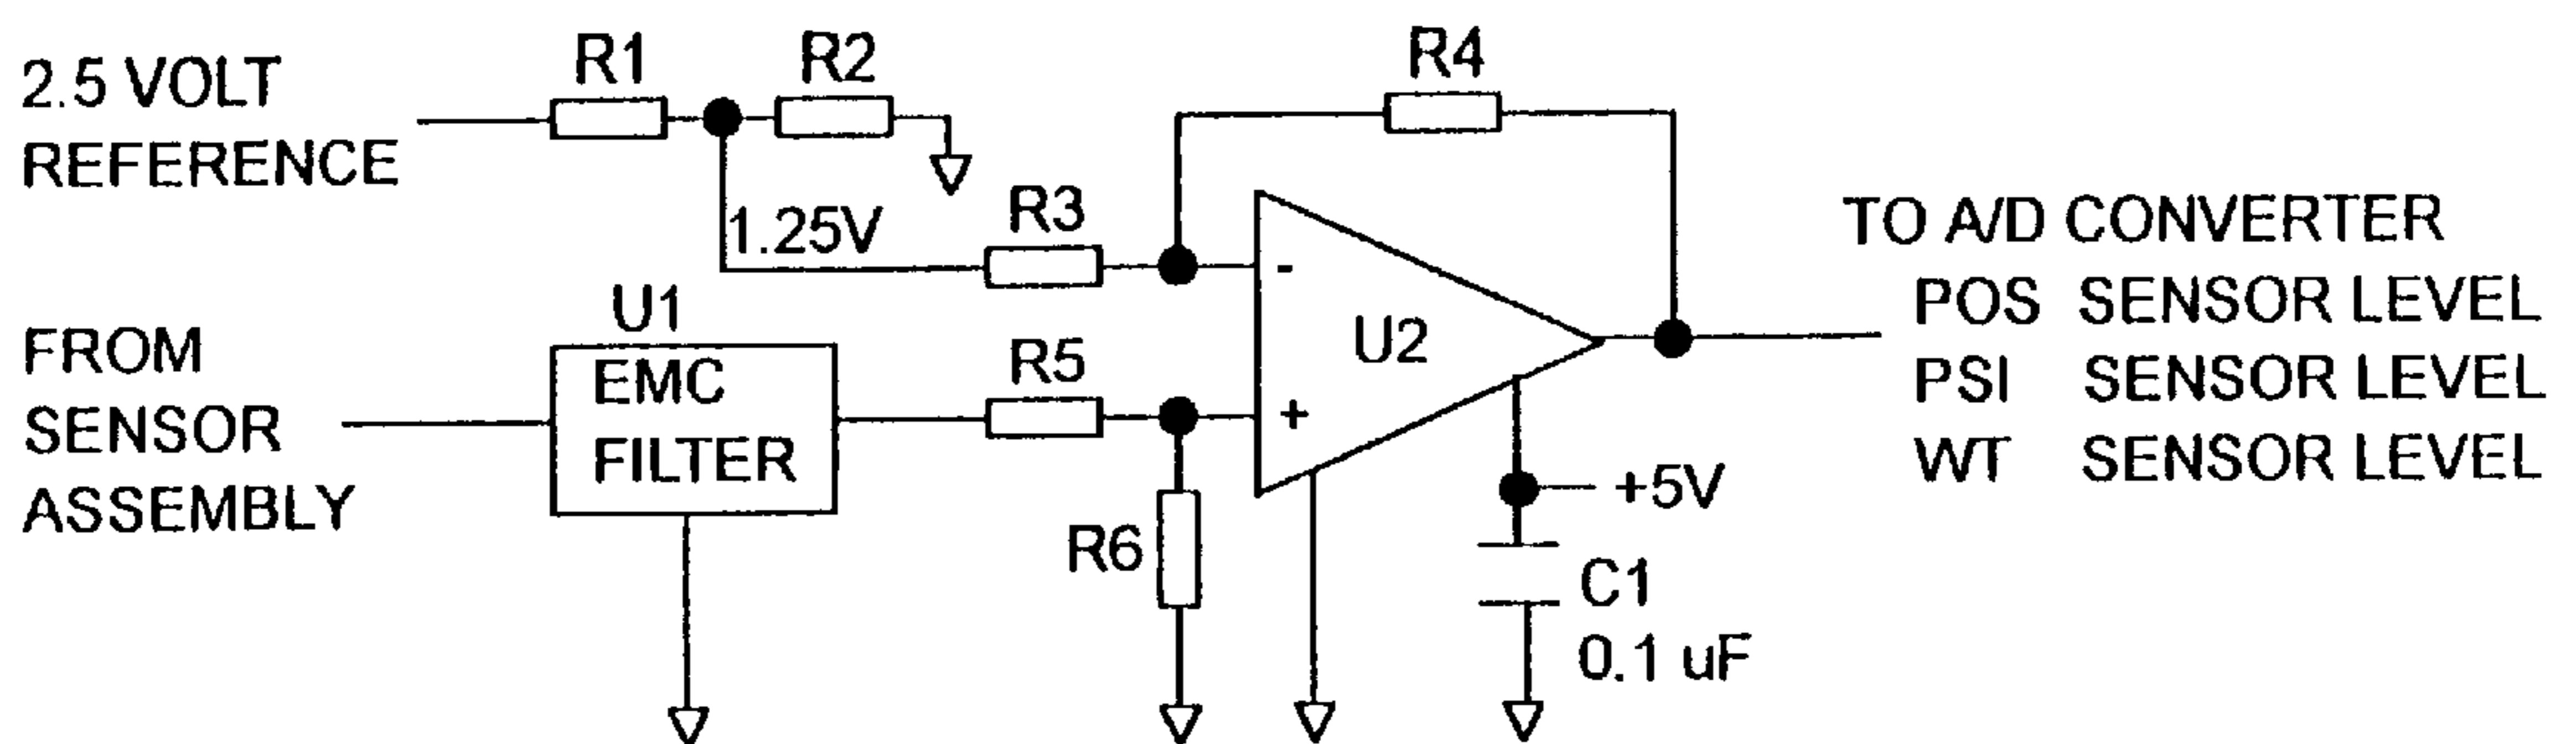 2.5 VOLT
REFERENCE
R1
R2
R4
1.25V
R3
-
U2
TO A/D CONVERTER
POS SENSOR LEVEL
PSI SENSOR LEVEL
WT SENSOR LEVEL
FROM
SENSOR
ASSEMBLY
U1
EMC
FILTER
R5
+
R6
+5V
C1
0.1 uF